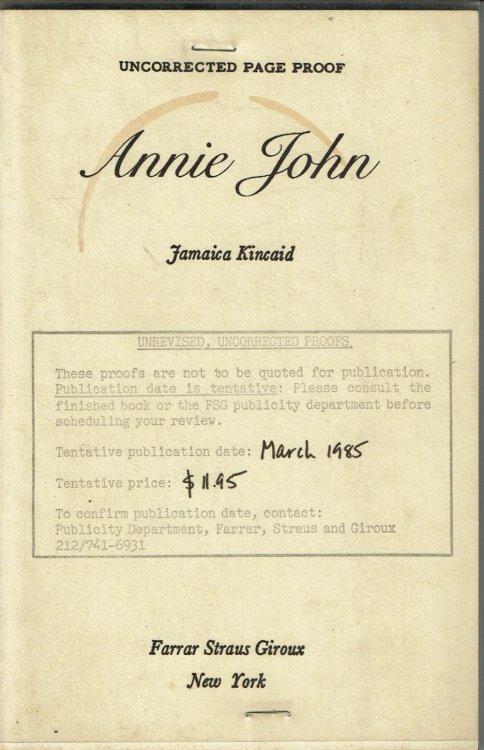 UNCORRECTED PAGE PROOF
Annie John
Jamaica Kincaid
UNREVISED, UNCORRECTED PROOFS
These proofs are not to be quoted for publication.
Publication date is tentative: Please consult the
finished book or the FSG publicity department before
scheduling your review.
Tentative publication date: March 1985
Tentative price: $11.95
To confirm publication date, contact:
Publicity Department, Farrar, Straus and Giroux
212/741-6931
Farrar Straus Giroux
New York